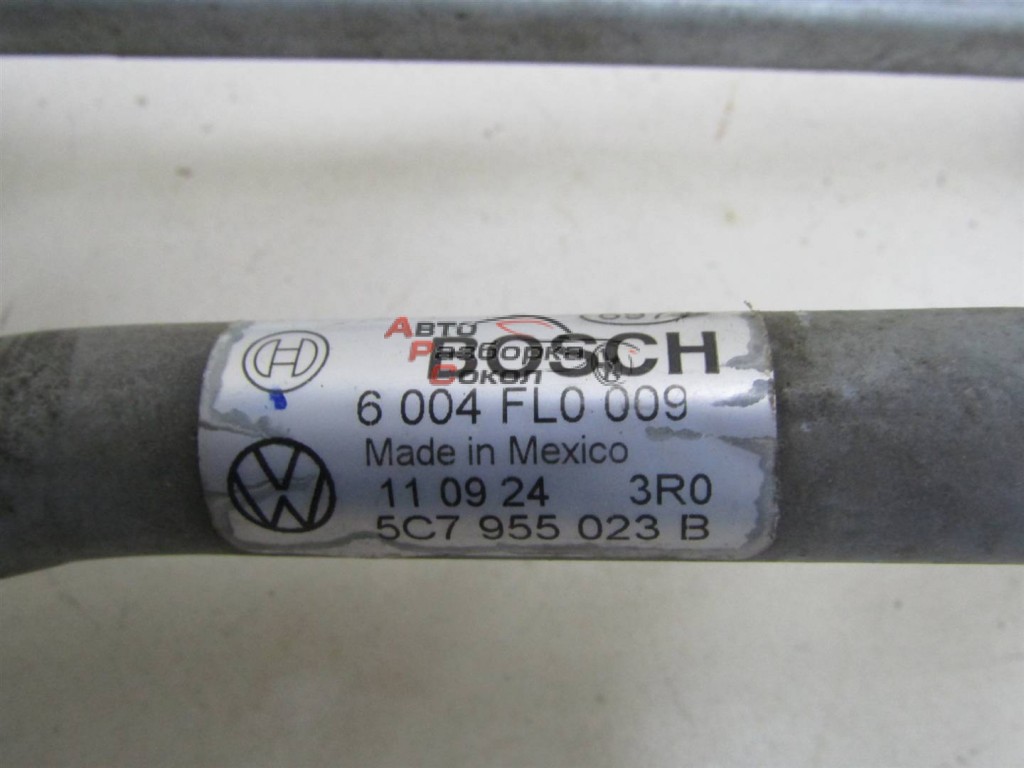 BOSCH
Авто
Разборка
Сокол
6 004 FL0 009
Made in Mexico
11 09 24 3R0
5C7 955 023 B